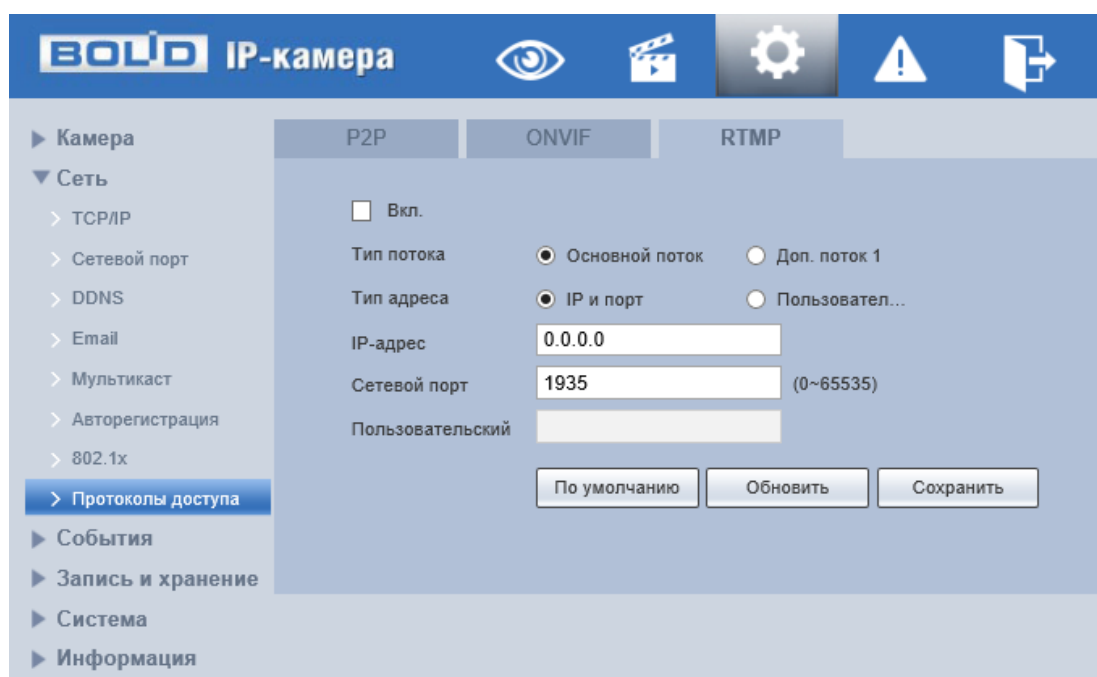 BOLID IP-камера
Камера
Сеть
TCP/IP
Сетевой порт
DDNS
Email
Мультикаст
Авторегистрация
802.1x
Протоколы доступа
События
Запись и хранение
Система
Информация
P2P ONVIF RTMP
Вкл.
Тип потока Основной поток Доп. поток 1
Тип адреса IP и порт Пользовател...
IP-адрес 0.0.0.0
Сетевой порт 1935 (0~65535)
Пользовательский
По умолчанию Обновить Сохранить